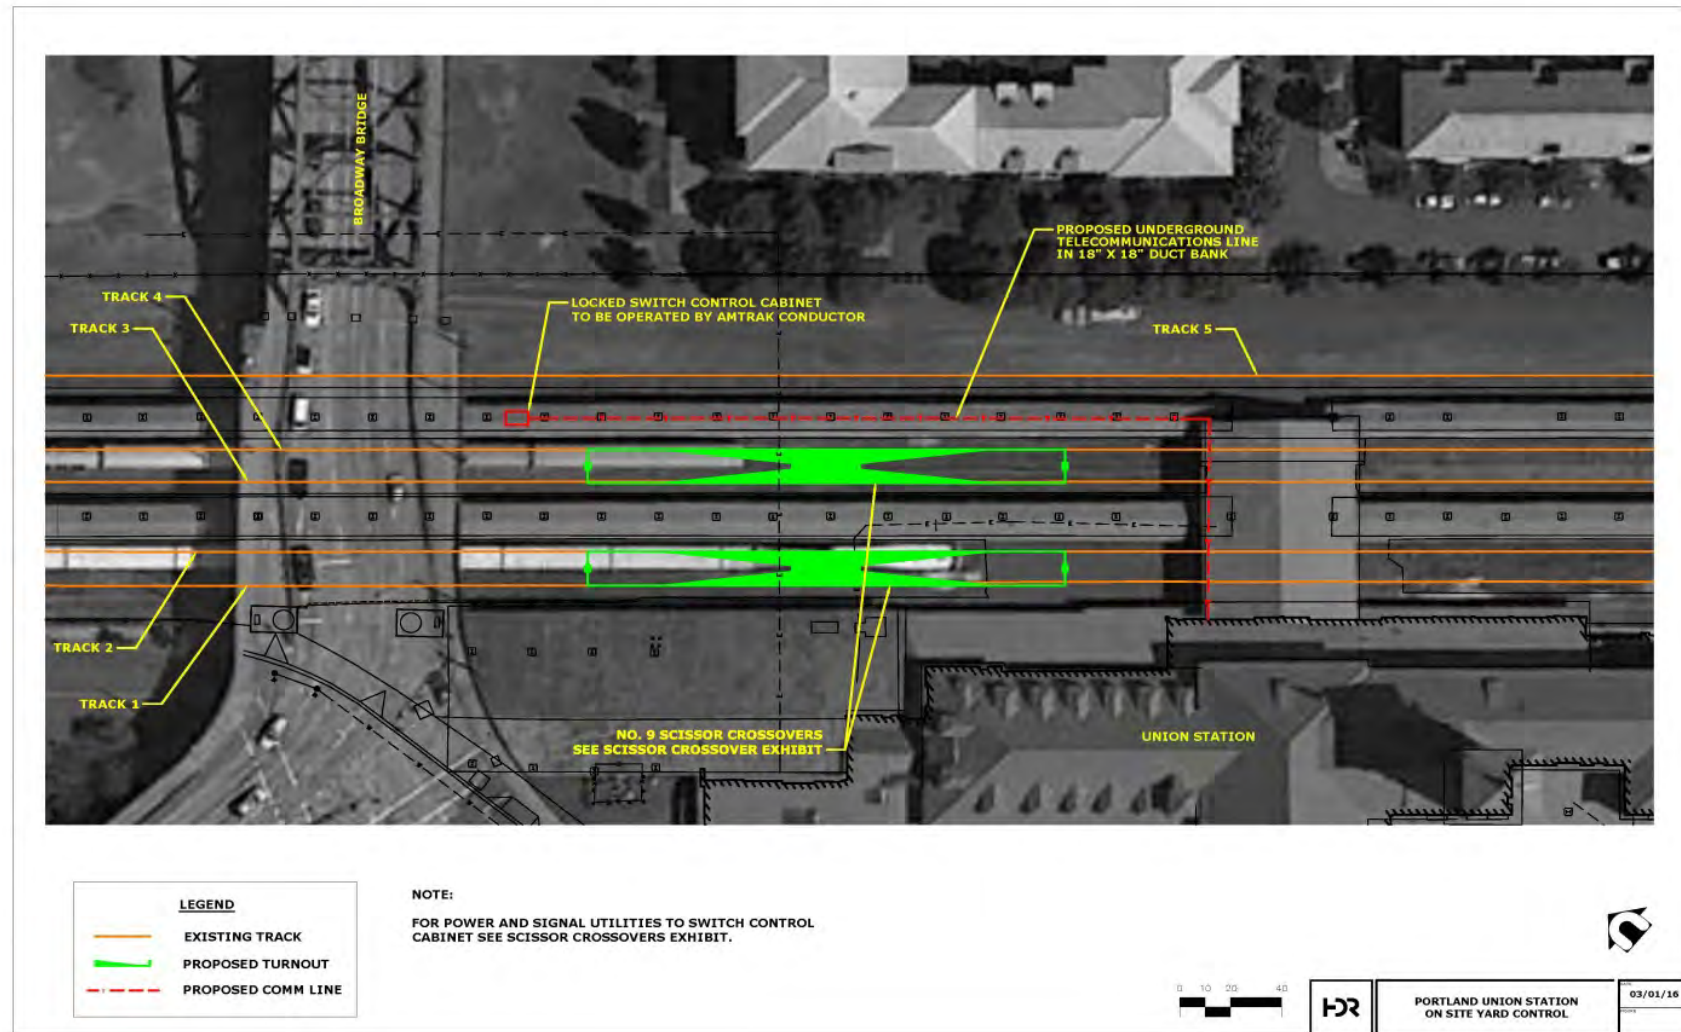 BROADWAY BRIDGE
PROPOSED UNDERGROUND
TELECOMMUNICATIONS LINE
IN 18" X 18" DUCT BANK
TRACK 4
LOCKED SWITCH CONTROL CABINET
TO BE OPERATED BY AMTRAK CONDUCTOR
TRACK 3
TRACK 5
TRACK 2
TRACK 1
NO. 9 SCISSOR CROSSOVERS
SEE SCISSOR CROSSOVER EXHIBIT
UNION STATION
LEGEND
EXISTING TRACK
PROPOSED TURNOUT
PROPOSED COMM LINE
NOTE:
FOR POWER AND SIGNAL UTILITIES TO SWITCH CONTROL
CABINET SEE SCISSOR CROSSOVERS EXHIBIT.
0 10 20 40
HDR
PORTLAND UNION STATION
ON SITE YARD CONTROL
DATE
03/01/16